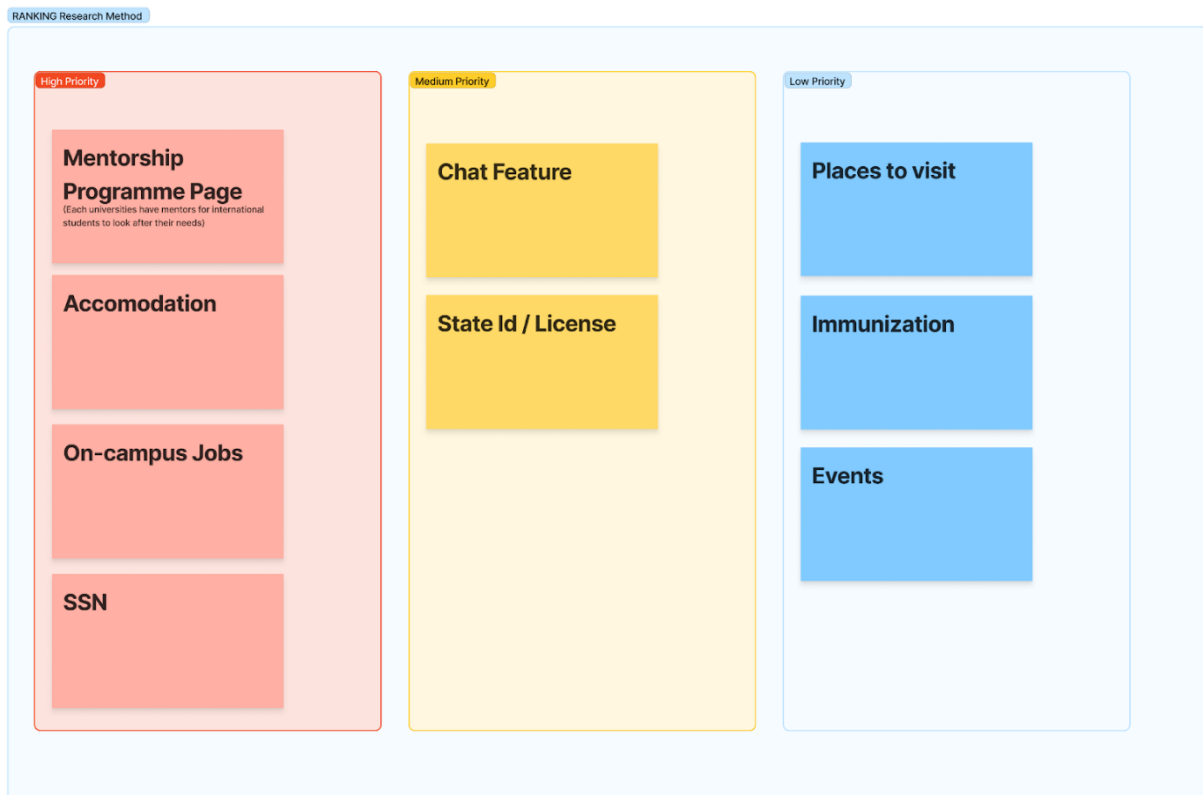 RANKING Research Method
High Priority
Mentorship
Programme Page
(Each universities have mentors for international
students to look after their needs)
Accomodation
On-campus Jobs
SSN
Medium Priority
Chat Feature
State Id / License
Low Priority
Places to visit
Immunization
Events